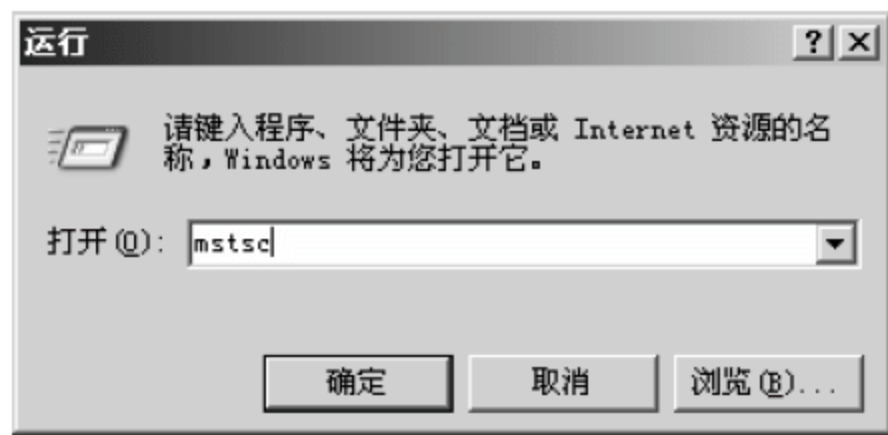 运行
请键入程序、文件夹、文档或 Internet 资源的名
称，Windows 将为您打开它。
打开(O): mstsc
确定 取消 浏览(B)...